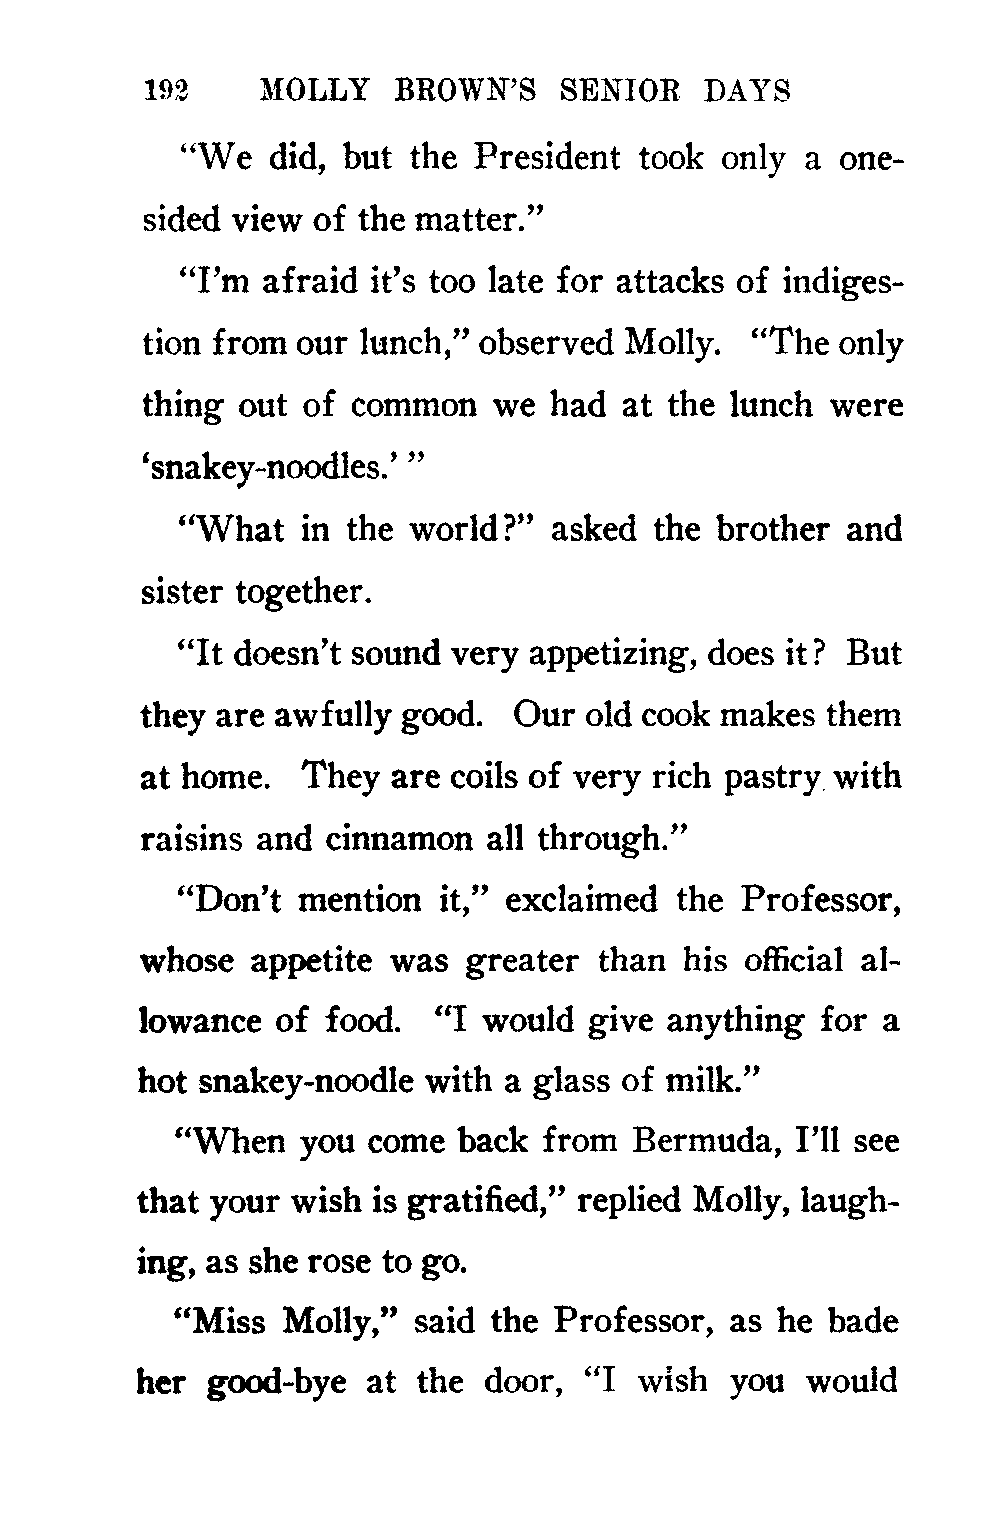 192 MOLLY BROWN'S SENIOR DAYS
“We did, but the President took only a one-
sided view of the matter.”
“I'm afraid it's too late for attacks of indiges-
tion from our lunch,” observed Molly. “The only
thing out of common we had at the lunch were
‘snakey-noodles.’ ”
“What in the world?” asked the brother and
sister together.
“It doesn't sound very appetizing, does it? But
they are awfully good. Our old cook makes them
at home. They are coils of very rich pastry with
raisins and cinnamon all through.”
“Don't mention it,” exclaimed the Professor,
whose appetite was greater than his official al-
lowance of food. “I would give anything for a
hot snakey-noodle with a glass of milk.”
“When you come back from Bermuda, I'll see
that your wish is gratified,” replied Molly, laugh-
ing, as she rose to go.
“Miss Molly,” said the Professor, as he bade
her good-bye at the door, “I wish you would